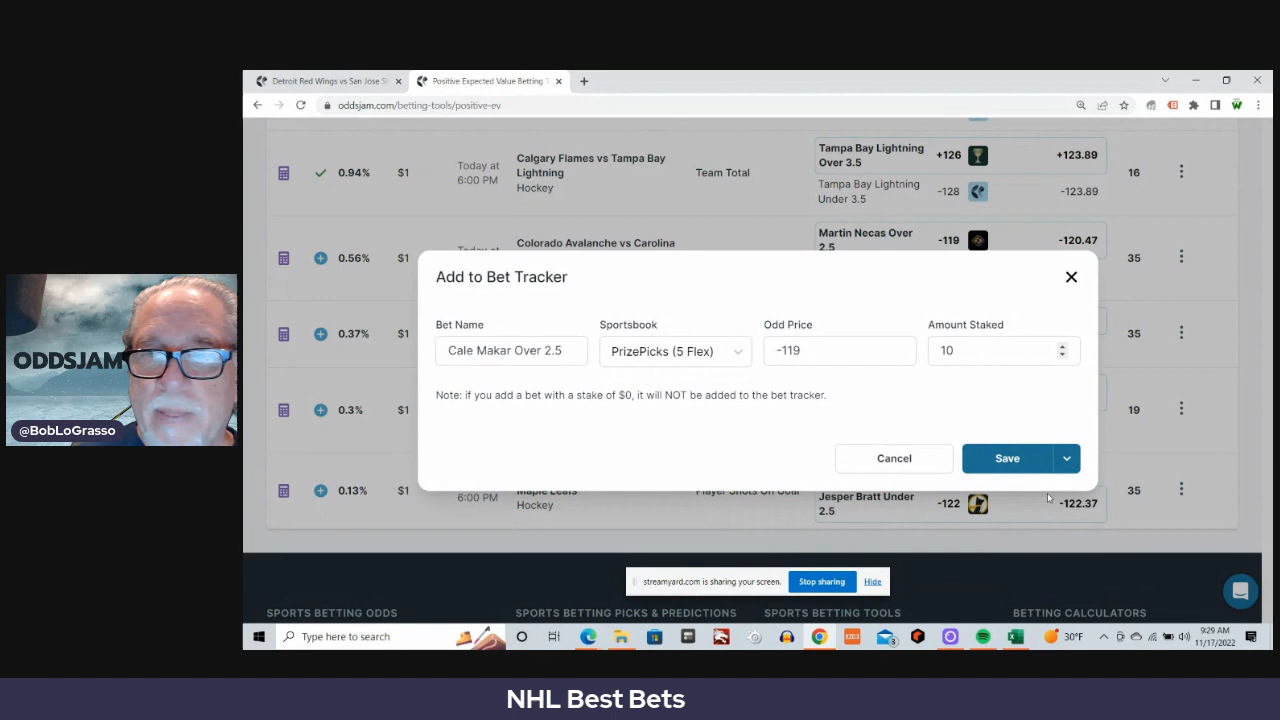 Detroit Red Wings vs San Jose S
Positive Expected Value Betting T
oddsjam.com/betting-tools/positive-ev
0.94%
$1
Today at
6:00 PM
Calgary Flames vs Tampa Bay
Lightning
Hockey
Team Total
Tampa Bay Lightning
Over 3.5
+126
+123.89
Tampa Bay Lightning
Under 3.5
-128
-123.89
16
0.56%
$1
Colorado Avalanche vs Carolina
Martin Necas Over
2.5
-119
-120.47
35
Add to Bet Tracker
Bet Name
Sportsbook
Odd Price
Amount Staked
Cale Makar Over 2.5
PrizePicks (5 Flex)
-119
10
Note: if you add a bet with a stake of $0, it will NOT be added to the bet tracker.
Cancel
Save
0.37%
$1
35
0.3%
$1
19
0.13%
$1
6:00 PM
Maple Leafs
Hockey
Player Shots On Goal
Jesper Bratt Under
2.5
-122
-122.37
35
ODDSJAM
@BobLoGrasso
streamyard.com is sharing your screen.
Stop sharing
Hide
SPORTS BETTING ODDS
SPORTS BETTING PICKS & PREDICTIONS
SPORTS BETTING TOOLS
BETTING CALCULATORS
Type here to search
30°F
9:29 AM
11/17/2022
NHL Best Bets